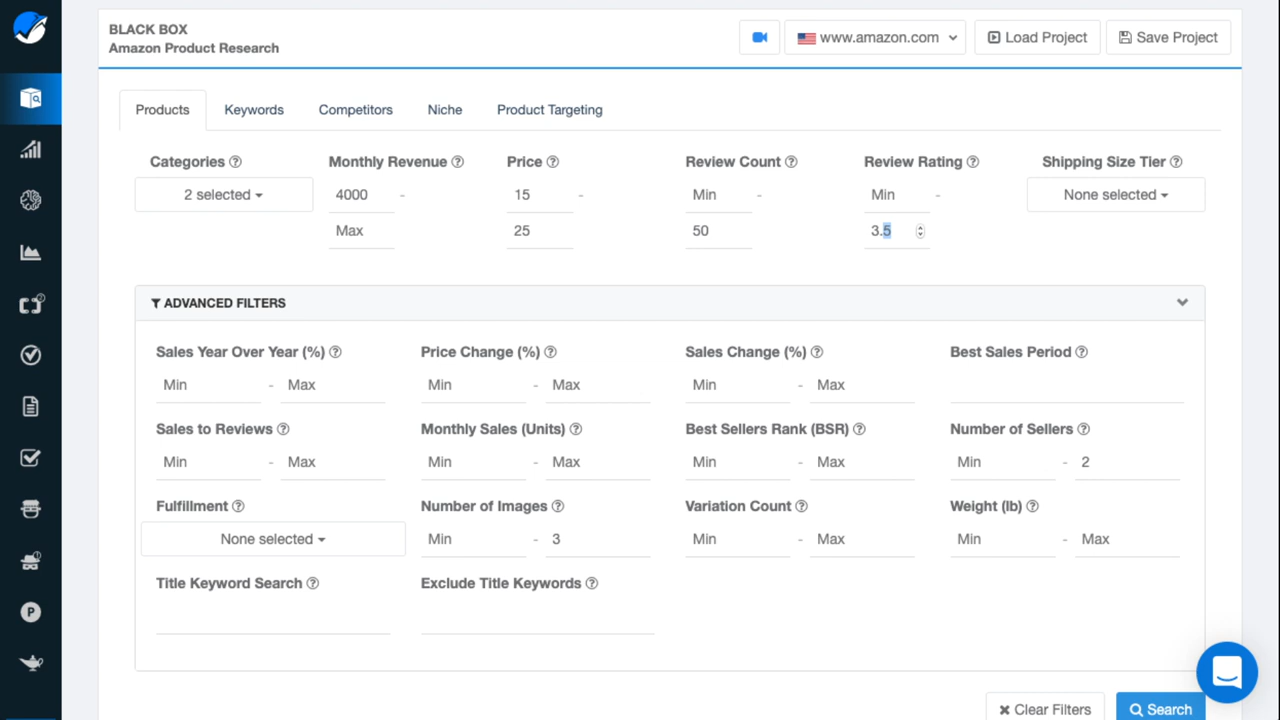 BLACK BOX
Amazon Product Research
www.amazon.com
Load Project
Save Project
Products
Keywords
Competitors
Niche
Product Targeting
Categories ?
Monthly Revenue ?
Price ?
Review Count ?
Review Rating ?
Shipping Size Tier ?
2 selected
4000 -
15 -
Min -
Min -
None selected
Max
25
50
3.5
ADVANCED FILTERS
Sales Year Over Year (%) ?
Price Change (%) ?
Sales Change (%) ?
Best Sales Period ?
Min - Max
Min - Max
Min - Max
Sales to Reviews ?
Monthly Sales (Units) ?
Best Sellers Rank (BSR) ?
Number of Sellers ?
Min - Max
Min - Max
Min - Max
Min - 2
Fulfillment ?
Number of Images ?
Variation Count ?
Weight (lb) ?
None selected
Min - 3
Min - Max
Min - Max
Title Keyword Search ?
Exclude Title Keywords ?
P
Clear Filters
Search